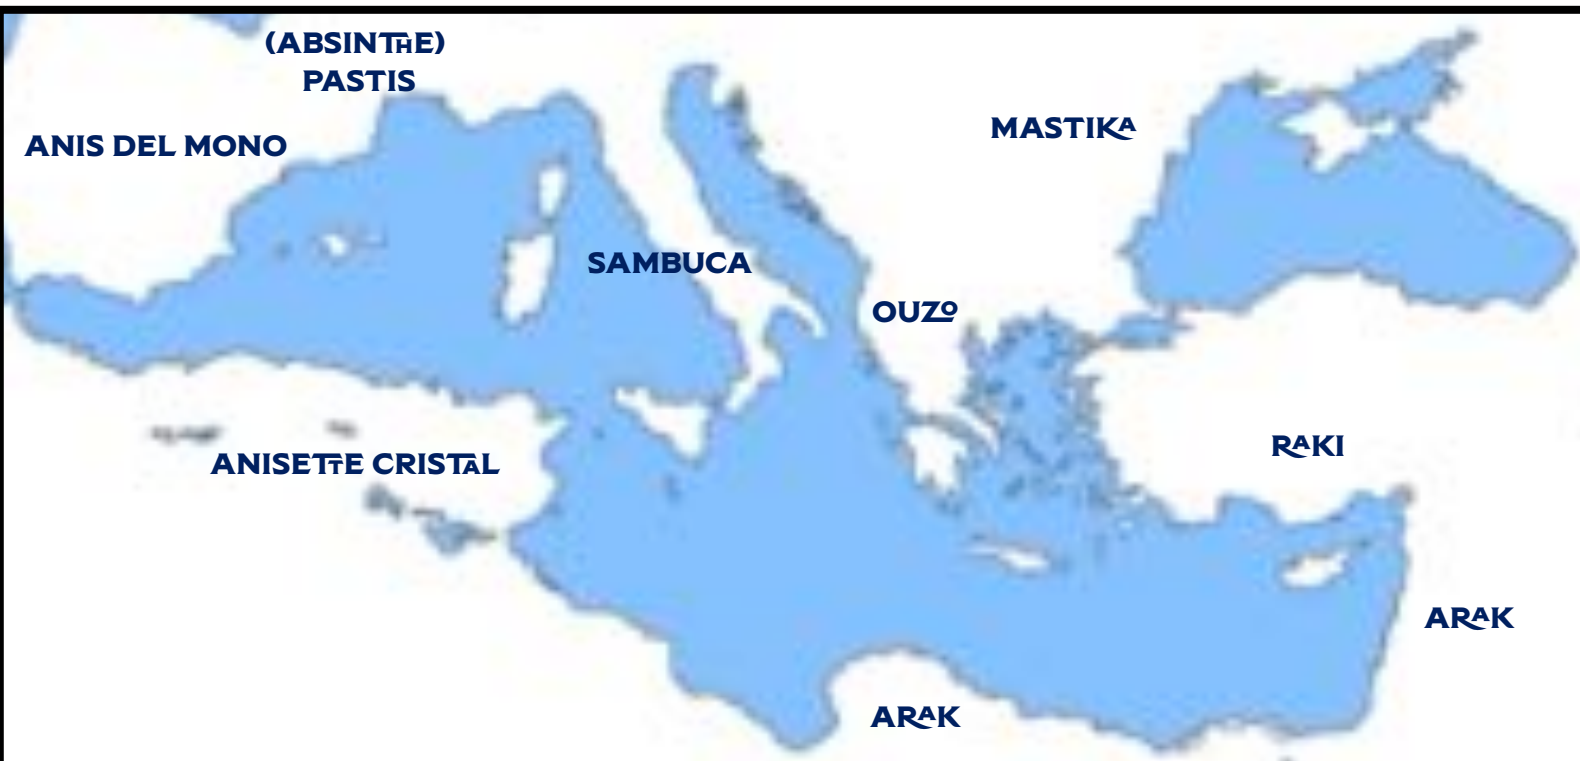 (ABSINTHE)
PASTIS
ANIS DEL MONO
MASTIKA
SAMBUCA
OUZO
RAKI
ANISETTE CRISTAL
ARAK
ARAK